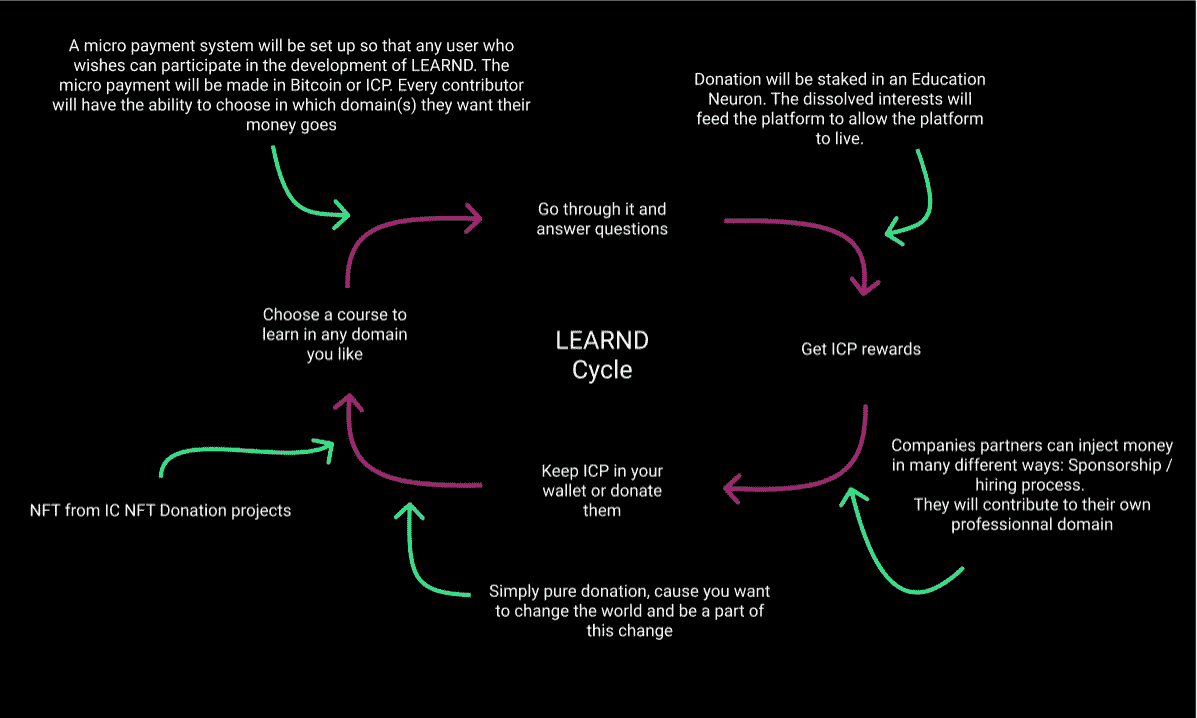 A micro payment system will be set up so that any user who
wishes can participate in the development of LEARND. The
micro payment will be made in Bitcoin or ICP. Every contributor
will have the ability to choose in which domain(s) they want their
money goes
Donation will be staked in an Education
Neuron. The dissolved interests will
feed the platform to allow the platform
to live.
Go through it and
answer questions
Choose a course to
learn in any domain
you like
LEARND
Cycle
Get ICP rewards
Keep ICP in your
wallet or donate
them
Companies partners can inject money
in many different ways: Sponsorship /
hiring process.
They will contribute to their own
professionnal domain
NFT from IC NFT Donation projects
Simply pure donation, cause you want
to change the world and be a part of
this change